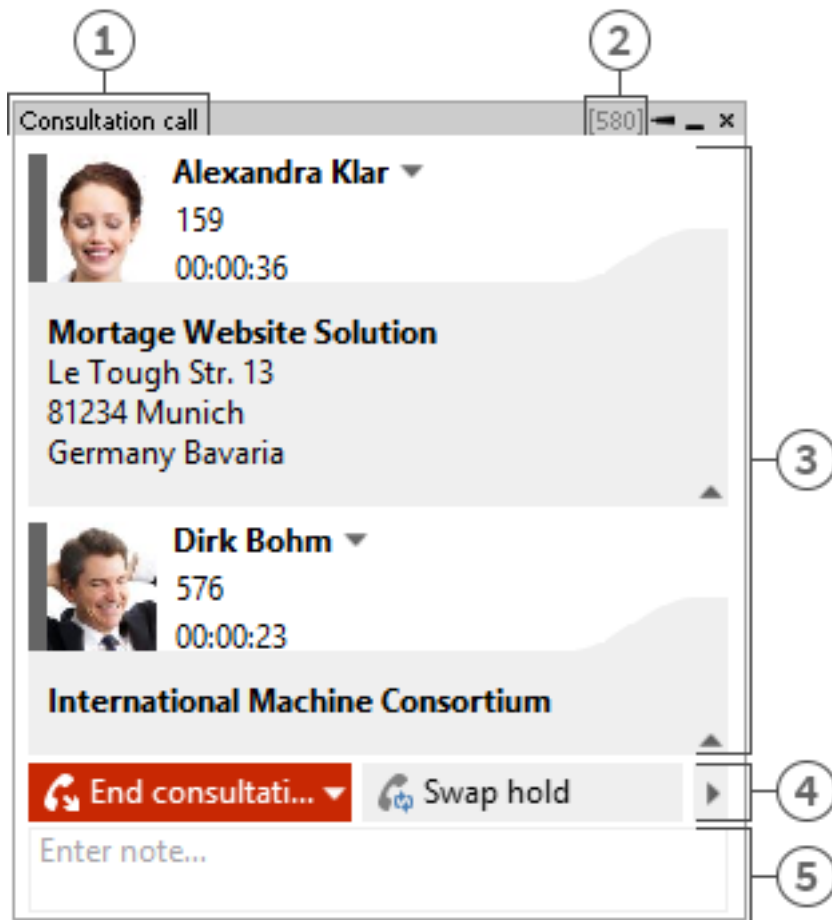 1
2
Consultation call [580]
Alexandra Klar
159
00:00:36
Mortage Website Solution
Le Tough Str. 13
81234 Munich
Germany Bavaria
3
Dirk Bohm
576
00:00:23
International Machine Consortium
End consultati... Swap hold
4
Enter note...
5